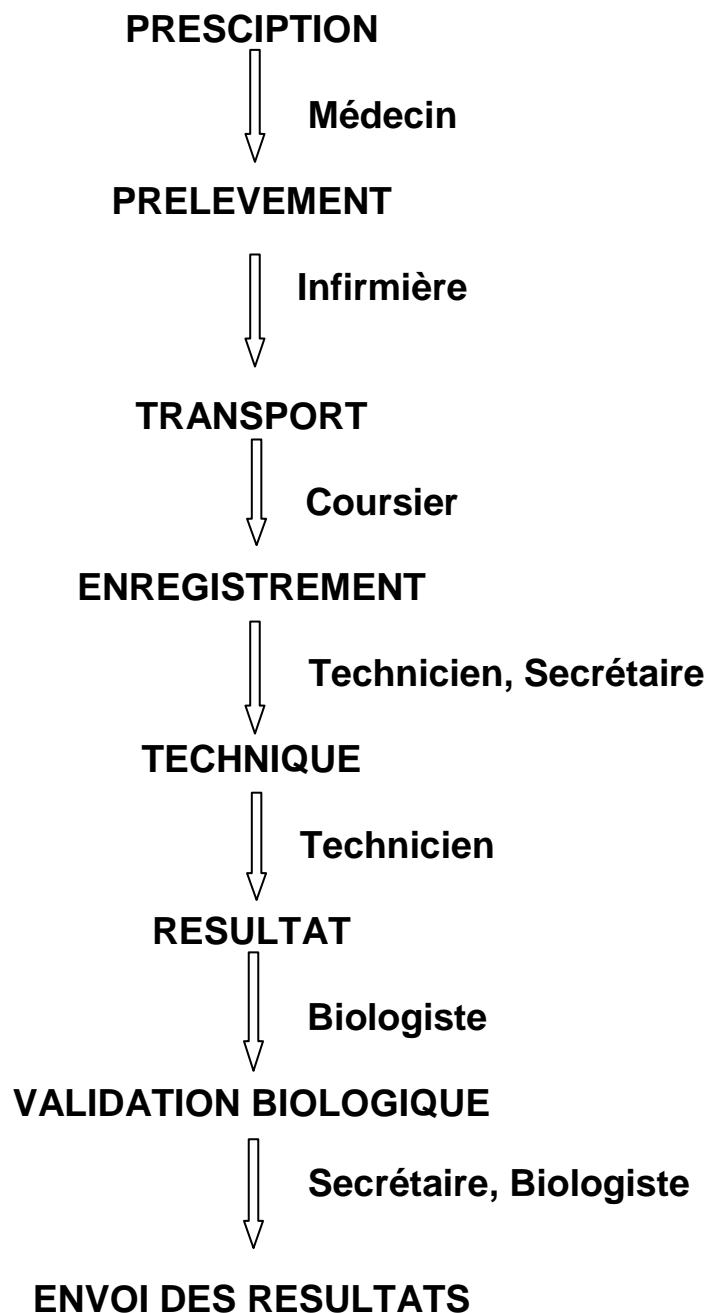 PRESCIPTION
Médecin
PRELEVEMENT
Infirmière
TRANSPORT
Coursier
ENREGISTREMENT
Technicien, Secrétaire
TECHNIQUE
Technicien
RESULTAT
Biologiste
VALIDATION BIOLOGIQUE
Secrétaire, Biologiste
ENVOI DES RESULTATS